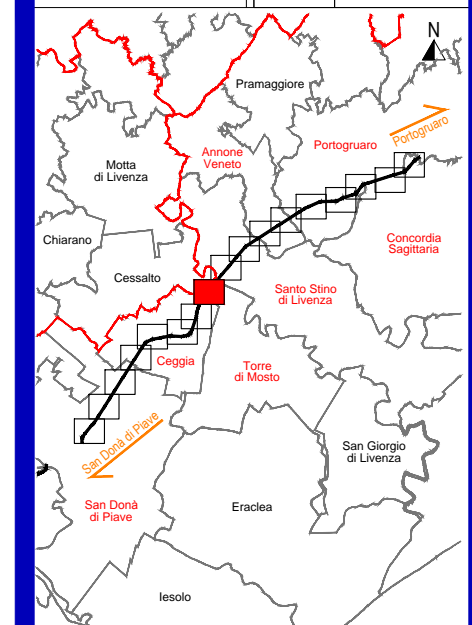 N
Pramaggiore
Portogruaro
Portogruaro
Annone
Veneto
Motta
di Livenza
Chiarano
Concordia
Sagittaria
Cessalto
Santo Stino
di Livenza
Ceggia
Torre
di Mosto
San Donà di Piave
San Giorgio
di Livenza
San Donà
di Piave
Eraclea
Iesolo